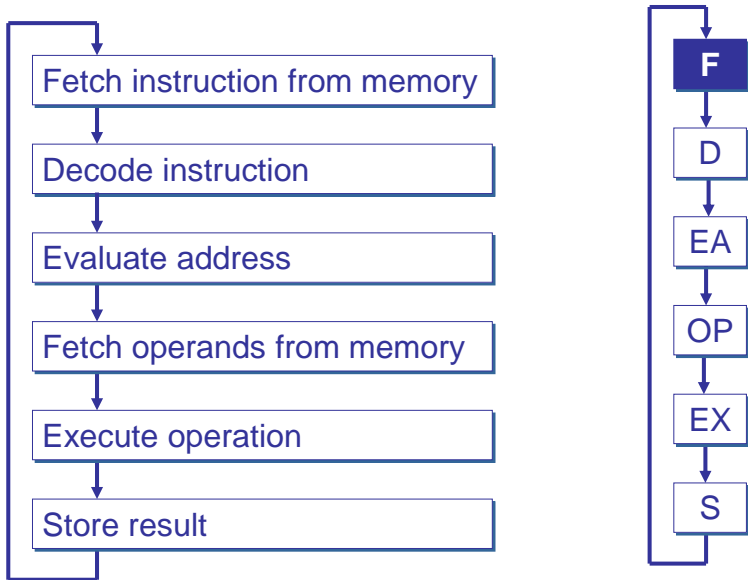 Fetch instruction from memory
Decode instruction
Evaluate address
Fetch operands from memory
Execute operation
Store result
F
D
EA
OP
EX
S